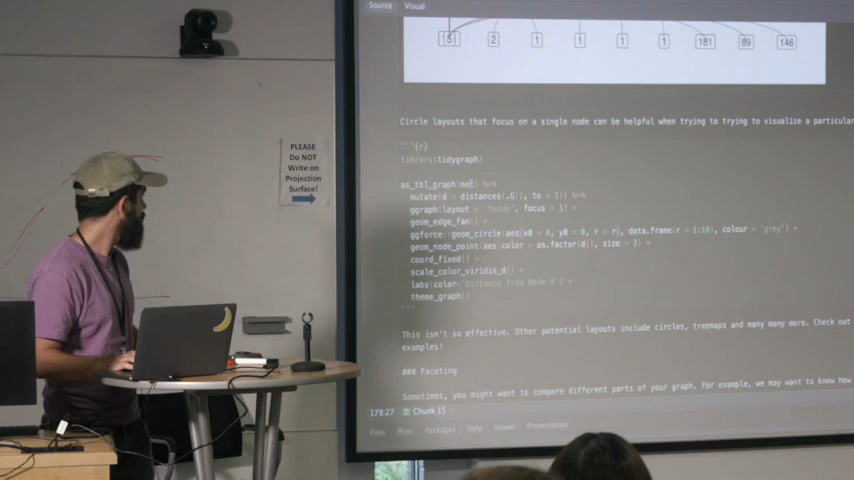 Source Visual
5 2 1 1 1 1 181 89 146
Circle layouts that focus on a single node can be helpful when trying to trying to visualize a particular
```{r}
library(tidygraph)
as_tbl_graph(net) %>%
mutate(d = distances(.G(), to = 1)) %>%
ggraph(layout = 'focus', focus = 1) +
geom_edge_fan() +
ggforce::geom_circle(aes(x0 = 0, y0 = 0, r = r), data.frame(r = 1:10), colour = 'grey') +
geom_node_point(aes(color = as.factor(d)), size = 3) +
coord_fixed() +
scale_color_viridis_d() +
labs(color='Distance from Node 0') +
theme_graph()
```
This isn't so effective. Other potential layouts include circles, treemaps and many many more. Check out
examples!
### Faceting
Sometimes, you might want to compare different parts of your graph. For example, we may want to know how
178:27 Chunk 15
Files Plots Packages Help Viewer Presentation
PLEASE
Do NOT
Write on
Projection
Surface!